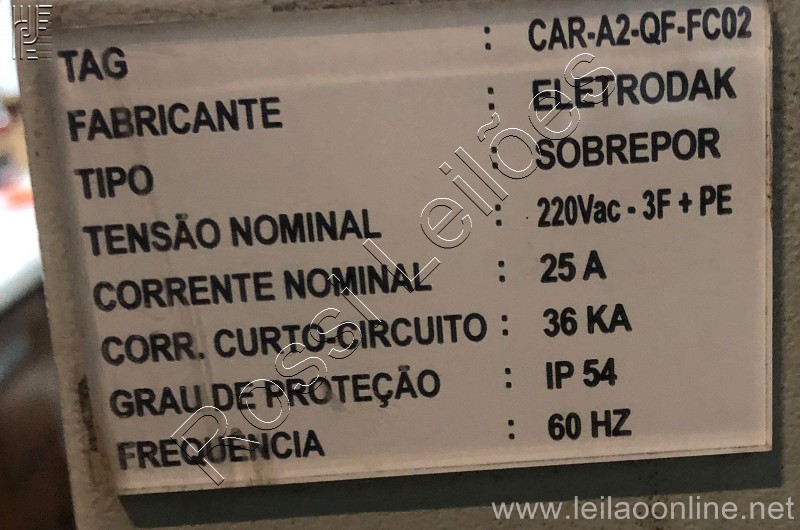 TAG : CAR-A2-QF-FC02
FABRICANTE : ELETRODAK
TIPO : SOBREPOR
TENSÃO NOMINAL : 220Vac - 3F + PE
CORRENTE NOMINAL : 25 A
CORR. CURTO-CIRCUITO : 36 KA
GRAU DE PROTEÇÃO : IP 54
FREQUÊNCIA : 60 HZ
Rossi Leilões
www.leilaoonline.net